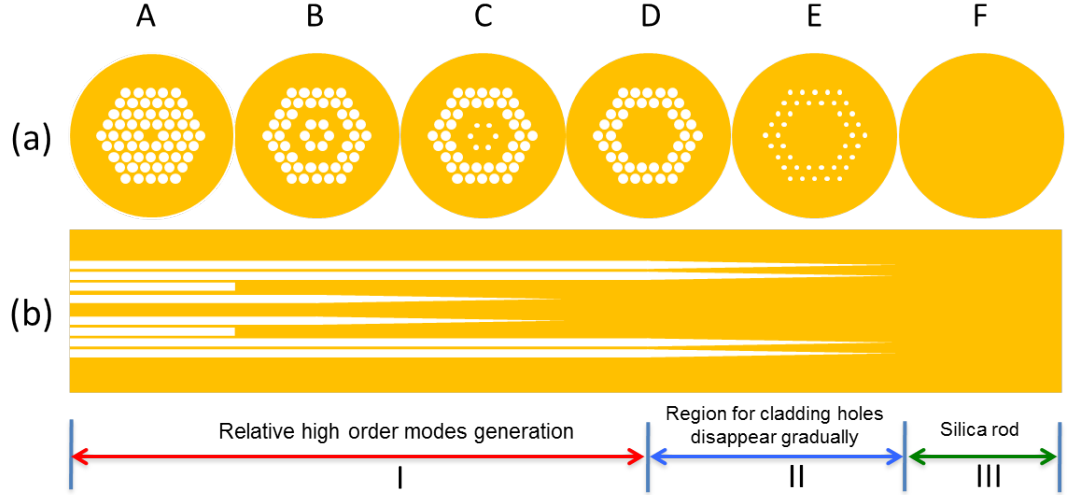 A B C D E F
(a)
(b)
Relative high order modes generation
Region for cladding holes
disappear gradually
Silica rod
I II III